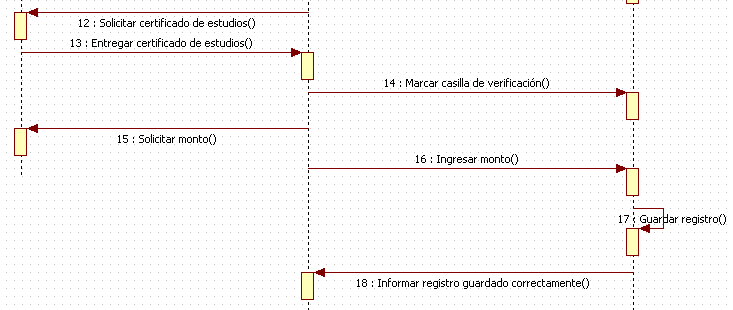 12 : Solicitar certificado de estudios()
13 : Entregar certificado de estudios()
14 : Marcar casilla de verificación()
15 : Solicitar monto()
16 : Ingresar monto()
17 : Guardar registro()
18 : Informar registro guardado correctamente()